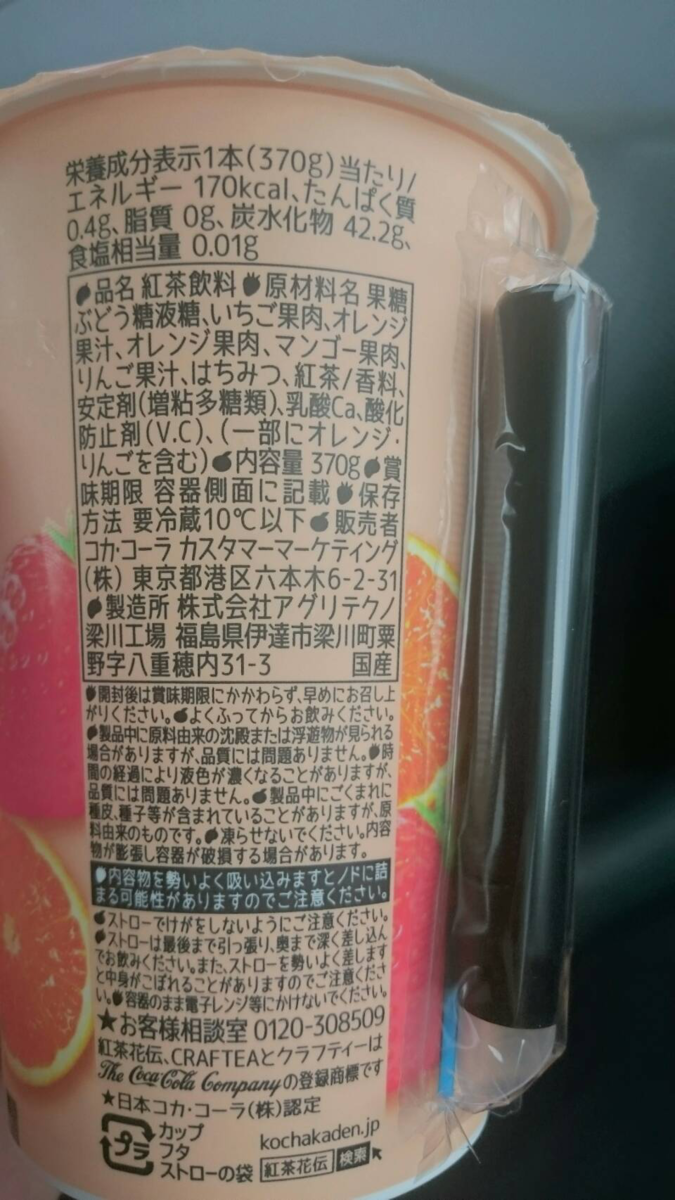 栄養成分表示1本(370g)当たり/
エネルギー 170kcal、たんぱく質
0.4g、脂質 0g、炭水化物 42.2g、
食塩相当量 0.01g
品名 紅茶飲料 原材料名 果糖
ぶどう糖液糖、いちご果肉、オレンジ
果汁、オレンジ果肉、マンゴー果肉、
りんご果汁、はちみつ、紅茶/香料、
安定剤(増粘多糖類)、乳酸Ca、酸化
防止剤(V.C)、(一部にオレンジ・
りんごを含む) 内容量 370g 賞
味期限 容器側面に記載 保存
方法 要冷蔵10℃以下 販売者
コカ・コーラ カスタマーマーケティング
(株) 東京都港区六本木6-2-31
製造所 株式会社アグリテクノ
梁川工場 福島県伊達市梁川町粟
野字八重穂内31-3 国産
開封後は賞味期限にかかわらず、早めにお召し上
がりください。よくふってからお飲みください。
製品中に原料由来の沈殿または浮遊物が見られる
場合がありますが、品質には問題ありません。時
間の経過により液色が濃くなることがありますが、
品質には問題ありません。製品中にごくまれに
種皮、種子等が含まれていることがありますが、原
料由来のものです。凍らせないでください。内容
物が膨張し容器が破損する場合があります。
内容物を勢いよく吸い込みますとノドに詰
まる可能性がありますのでご注意ください。
ストローでけがをしないようにご注意ください。
ストローは最後まで引っ張り、奥まで深く差し込ん
でお飲みください。また、ストローを勢いよく差します
と中身がこぼれることがありますのでご注意くださ
い。容器のまま電子レンジ等にかけないでください。
★お客様相談室 0120-308509
紅茶花伝、CRAFTEAとクラフティーは
The Coca-Cola Companyの登録商標です
★日本コカ・コーラ(株)認定
プラ カップ
フタ
ストローの袋
kochakaden.jp
紅茶花伝 検索